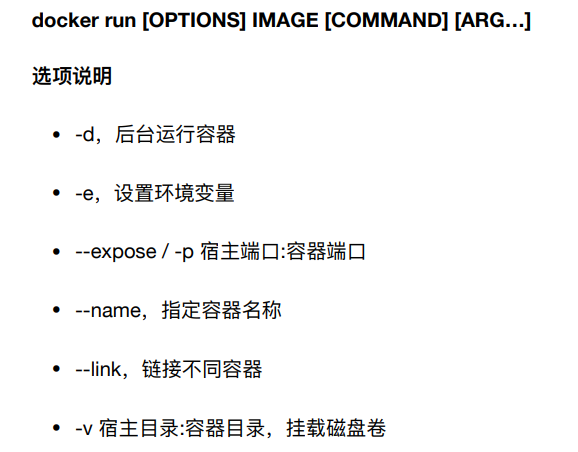 docker run [OPTIONS] IMAGE [COMMAND] [ARG…]
选项说明
• -d，后台运行容器
• -e，设置环境变量
• --expose / -p 宿主端口:容器端口
• --name，指定容器名称
• --link，链接不同容器
• -v 宿主目录:容器目录，挂载磁盘卷